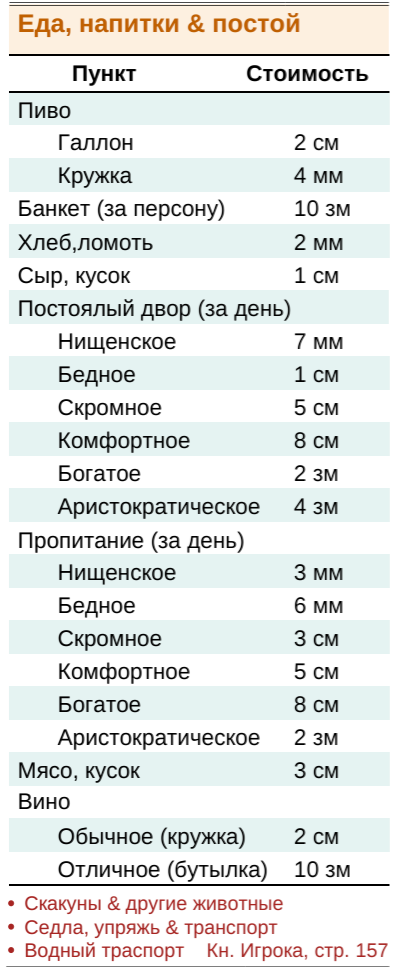 Еда, напитки & постой
Пункт Стоимость
Пиво
Галлон 2 см
Кружка 4 мм
Банкет (за персону) 10 зм
Хлеб,ломоть 2 мм
Сыр, кусок 1 см
Постоялый двор (за день)
Нищенское 7 мм
Бедное 1 см
Скромное 5 см
Комфортное 8 см
Богатое 2 зм
Аристократическое 4 зм
Пропитание (за день)
Нищенское 3 мм
Бедное 6 мм
Скромное 3 см
Комфортное 5 см
Богатое 8 см
Аристократическое 2 зм
Мясо, кусок 3 см
Вино
Обычное (кружка) 2 см
Отличное (бутылка) 10 зм
• Скакуны & другие животные
• Седла, упряжь & транспорт
• Водный траспорт Кн. Игрока, стр. 157